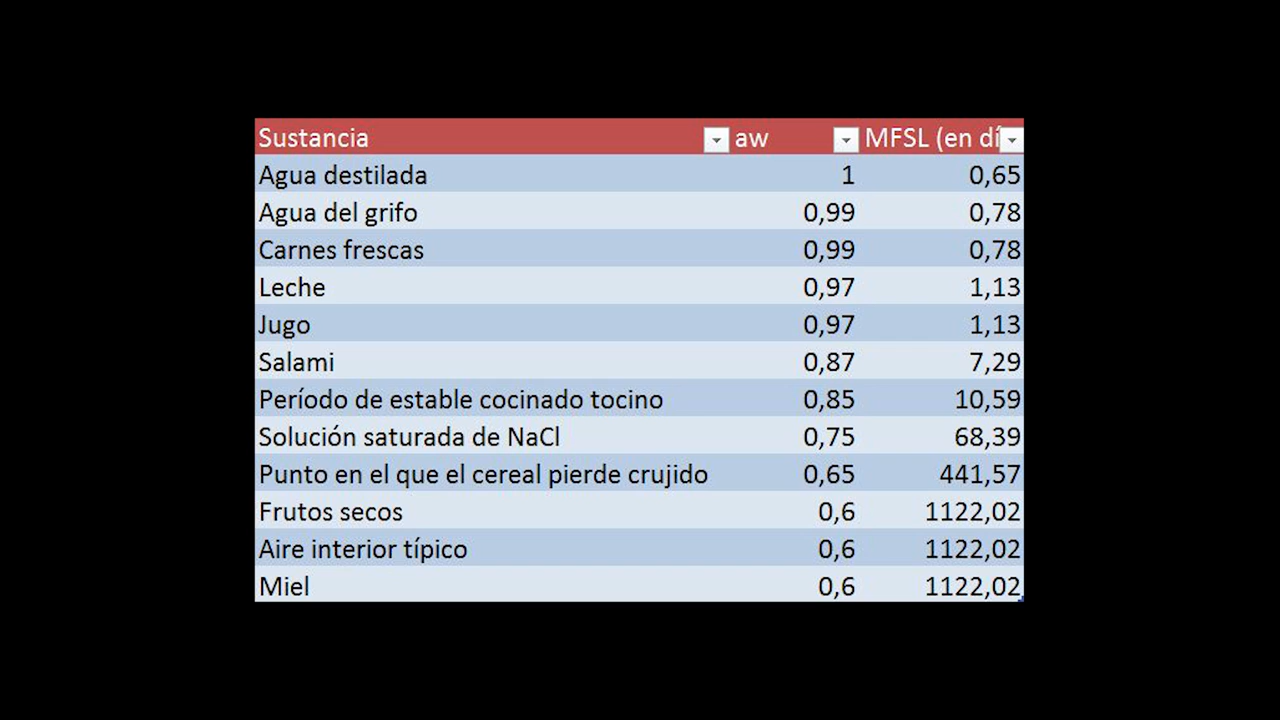 Sustancia aw MFSL (en dí
Agua destilada 1 0,65
Agua del grifo 0,99 0,78
Carnes frescas 0,99 0,78
Leche 0,97 1,13
Jugo 0,97 1,13
Salami 0,87 7,29
Período de estable cocinado tocino 0,85 10,59
Solución saturada de NaCl 0,75 68,39
Punto en el que el cereal pierde crujido 0,65 441,57
Frutos secos 0,6 1122,02
Aire interior típico 0,6 1122,02
Miel 0,6 1122,02